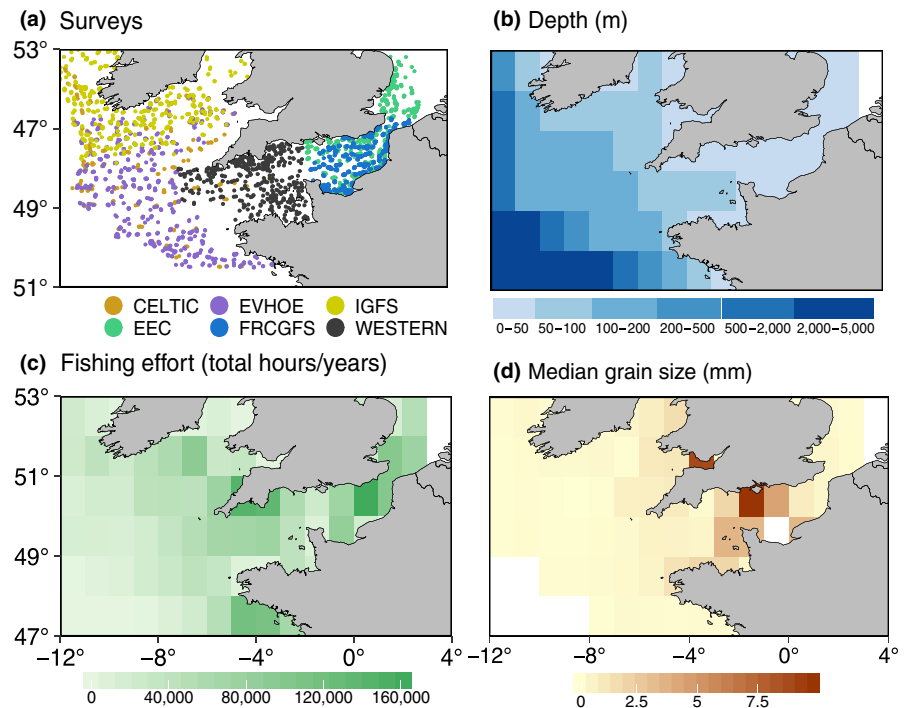 (a) Surveys
53°
47°
49°
51°
CELTIC EVHOE IGFS
EEC FRCGFS WESTERN
(b) Depth (m)
0−50 50−100 100−200 200−500 500−2,000 2,000−5,000
(c) Fishing effort (total hours/years)
53°
51°
49°
47°
−12° −8° −4° 0° 4°
0 40,000 80,000 120,000 160,000
(d) Median grain size (mm)
−12° −8° −4° 0° 4°
0 2.5 5 7.5